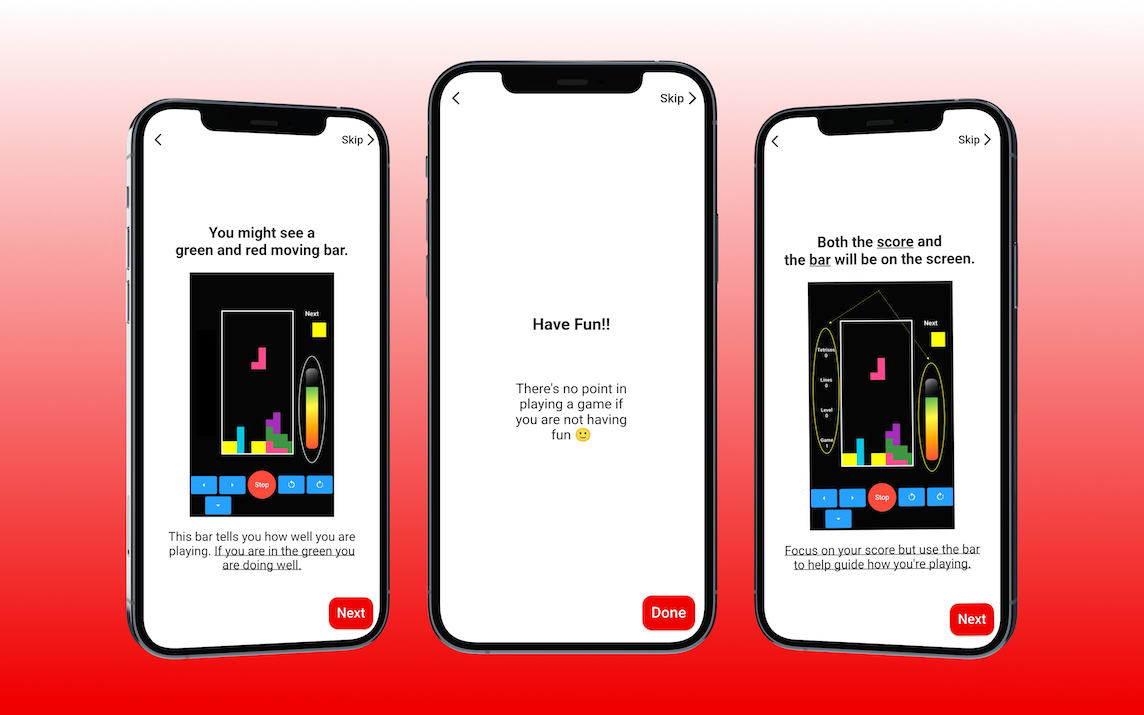 Skip
You might see a
green and red moving bar.
Next
Stop
This bar tells you how well you are
playing. If you are in the green you
are doing well.
Next
Skip
Have Fun!!
There's no point in
playing a game if
you are not having
fun 🙂
Done
Skip
Both the score and
the bar will be on the screen.
Next
Tetrises
0
Lines
0
Level
0
Game
1
Stop
Focus on your score but use the bar
to help guide how you're playing.
Next